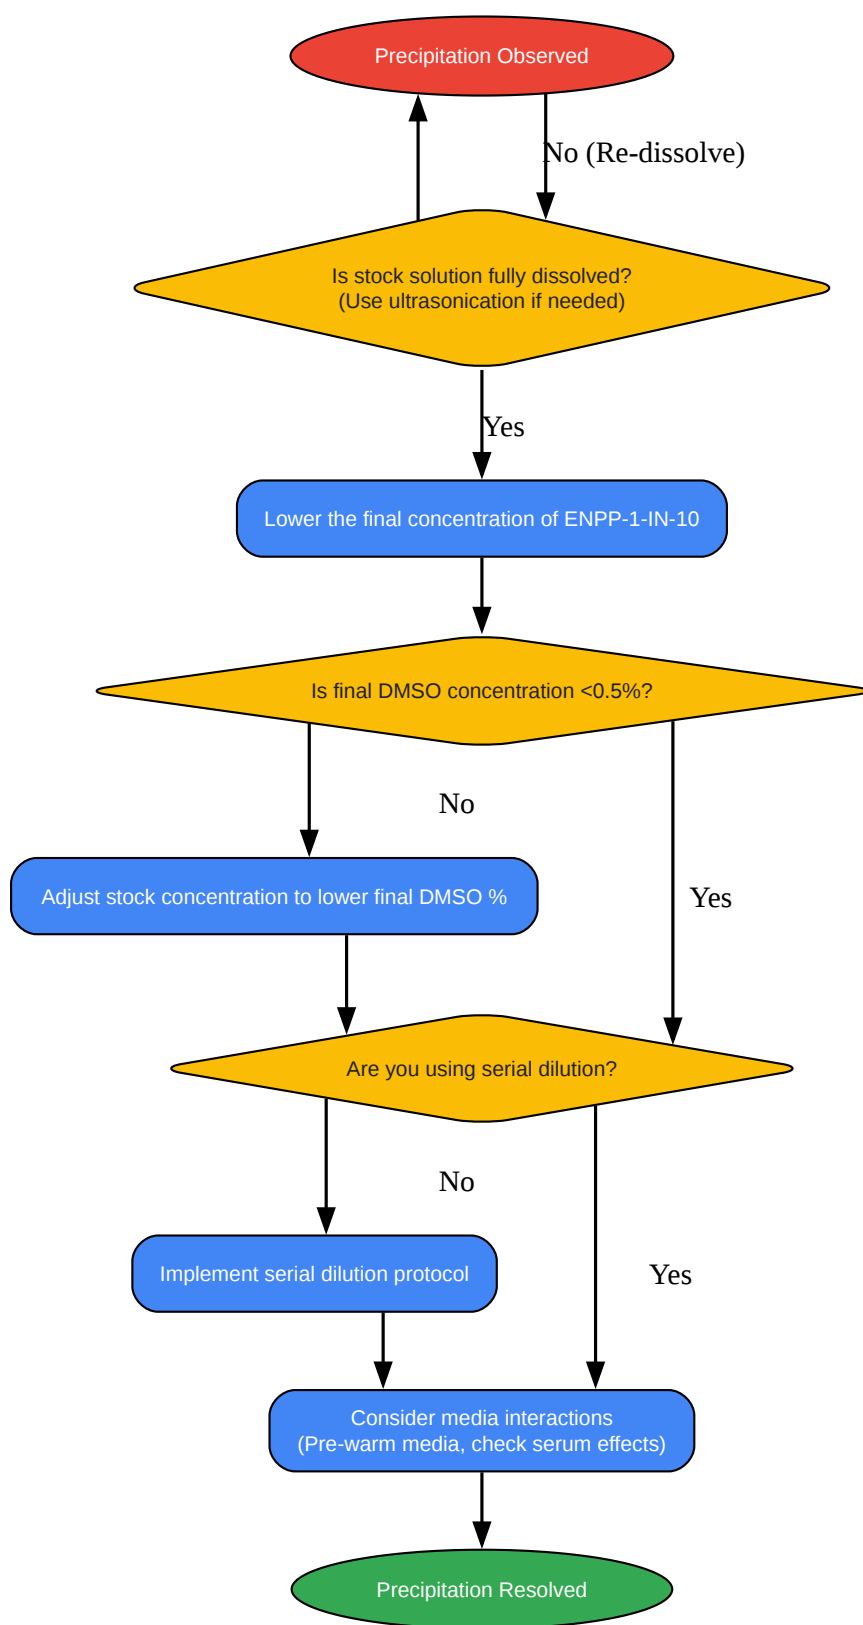 Precipitation Observed
No (Re-dissolve)
Is stock solution fully dissolved?
(Use ultrasonication if needed)
Yes
Lower the final concentration of ENPP-1-IN-10
Is final DMSO concentration <0.5%?
No
Adjust stock concentration to lower final DMSO %
Yes
Are you using serial dilution?
No
Implement serial dilution protocol
Yes
Consider media interactions
(Pre-warm media, check serum effects)
Precipitation Resolved